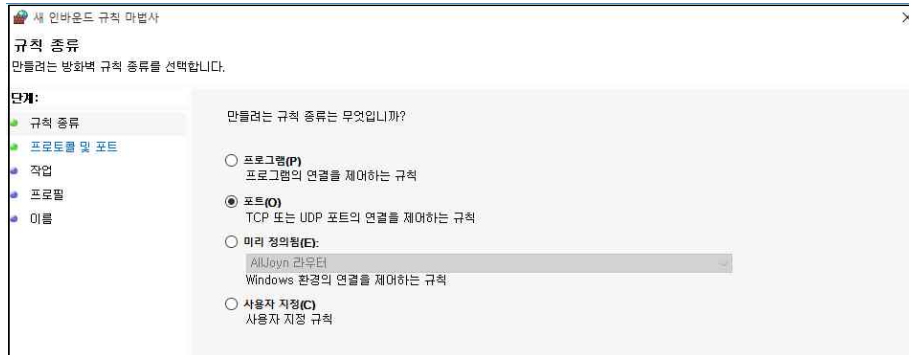 새 인바운드 규칙 마법사
규칙 종류
만들려는 방화벽 규칙 종류를 선택합니다.
단계:
규칙 종류
프로토콜 및 포트
작업
프로필
이름
만들려는 규칙 종류는 무엇입니까?
프로그램(P)
프로그램의 연결을 제어하는 규칙
포트(O)
TCP 또는 UDP 포트의 연결을 제어하는 규칙
미리 정의됨(E):
AllJoyn 라우터
Windows 환경의 연결을 제어하는 규칙
사용자 지정(C)
사용자 지정 규칙